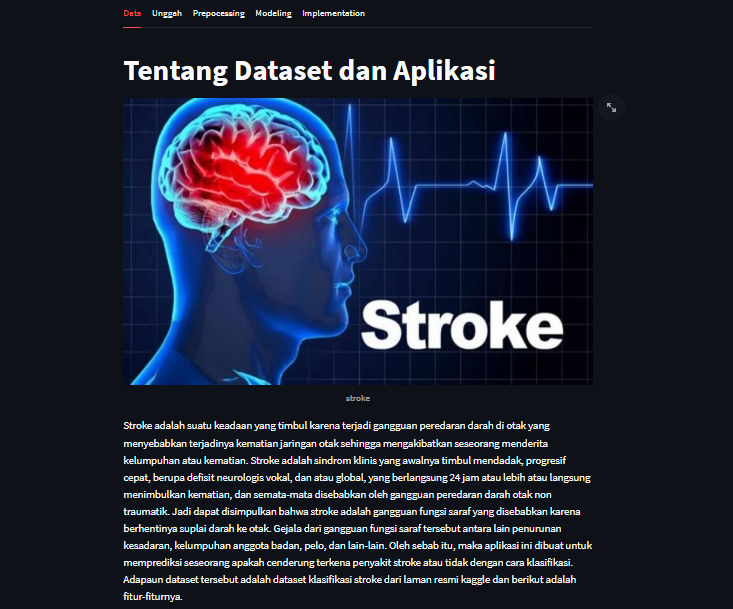 Data Unggah Prepocessing Modeling Implementation
Tentang Dataset dan Aplikasi
Stroke
stroke
Stroke adalah suatu keadaan yang timbul karena terjadi gangguan peredaran darah di otak yang
menyebabkan terjadinya kematian jaringan otak sehingga mengakibatkan seseorang menderita
kelumpuhan atau kematian. Stroke adalah sindrom klinis yang awalnya timbul mendadak, progresif
cepat, berupa defisit neurologis vokal, dan atau global, yang berlangsung 24 jam atau lebih atau langsung
menimbulkan kematian, dan semata-mata disebabkan oleh gangguan peredaran darah otak non
traumatik. Jadi dapat disimpulkan bahwa stroke adalah gangguan fungsi saraf yang disebabkan karena
berhentinya suplai darah ke otak. Gejala dari gangguan fungsi saraf tersebut antara lain penurunan
kesadaran, kelumpuhan anggota badan, pelo, dan lain-lain. Oleh sebab itu, maka aplikasi ini dibuat untuk
memprediksi seseorang apakah cenderung terkena penyakit stroke atau tidak dengan cara klasifikasi.
Adapaun dataset tersebut adalah dataset klasifikasi stroke dari laman resmi kaggle dan berikut adalah
fitur-fiturnya.